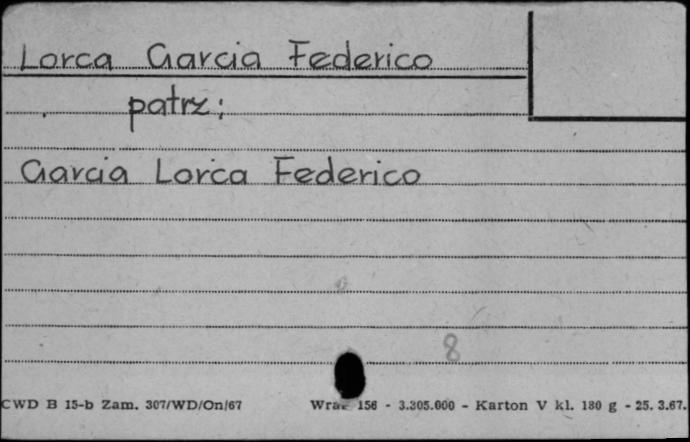 Lorca Garcia Federico
patrz:
Garcia Lorca Federico
8
CWD B 15-b Zam. 307/WD/On/67 156 - 3.305.000 - Karton V kl. 180 g - 25. 3.67.